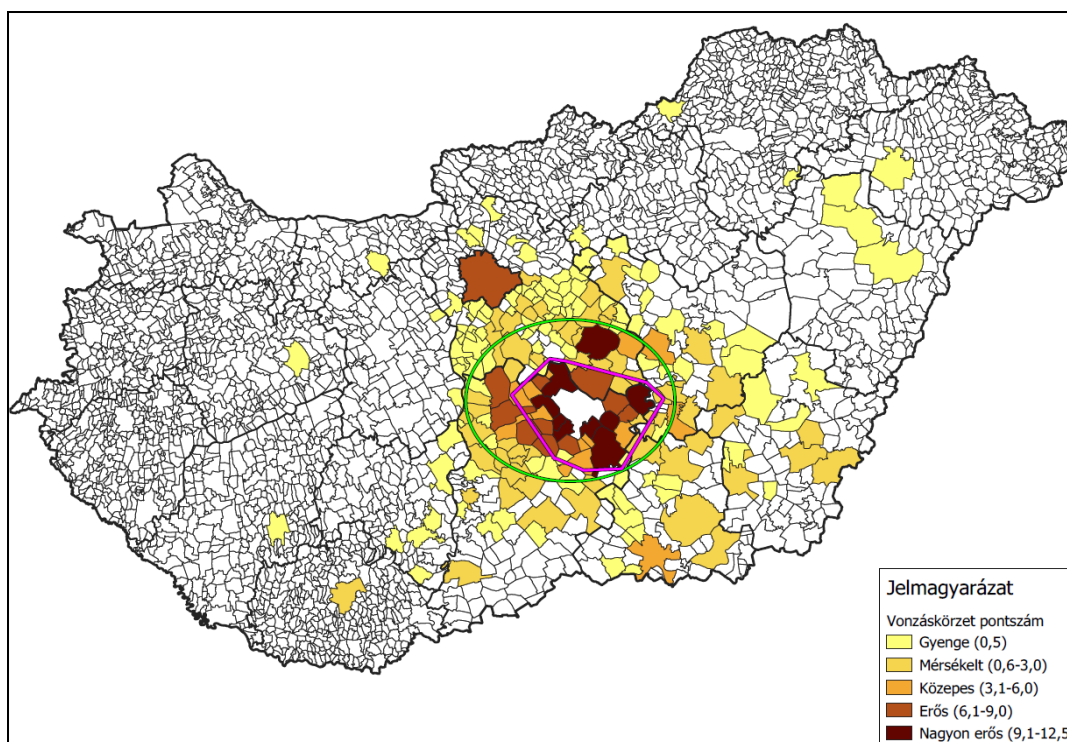 Jelmagyarázat
Vonzáskörzet pontszám
Gyenge (0,5)
Mérsékelt (0,6-3,0)
Közepes (3,1-6,0)
Erős (6,1-9,0)
Nagyon erős (9,1-12,5